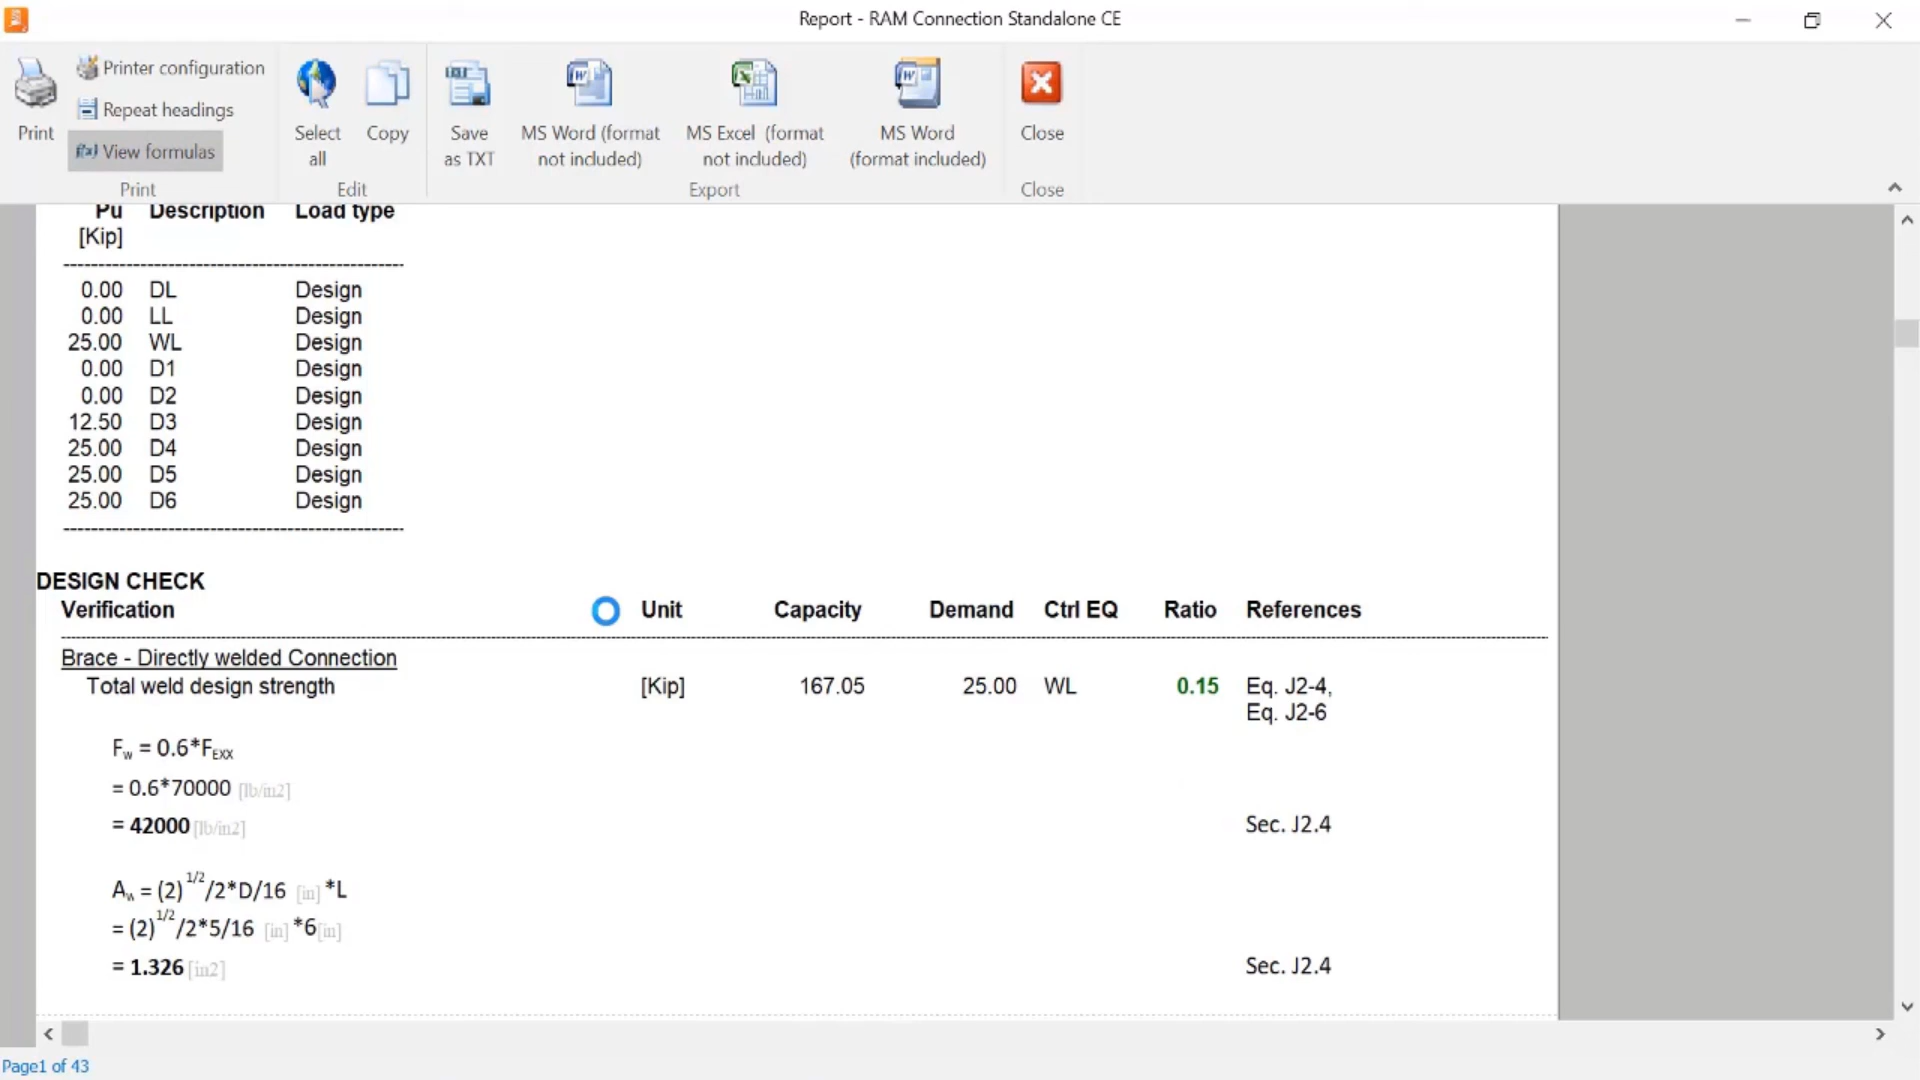 Report - RAM Connection Standalone CE
Print
Printer configuration
Repeat headings
f(x) View formulas
Print
Select all
Copy
Edit
Save as TXT
MS Word (format not included)
MS Excel (format not included)
MS Word (format included)
Export
Close
Close
Pu Description Load type
[Kip]
0.00 DL Design
0.00 LL Design
25.00 WL Design
0.00 D1 Design
0.00 D2 Design
12.50 D3 Design
25.00 D4 Design
25.00 D5 Design
25.00 D6 Design
DESIGN CHECK
Verification Unit Capacity Demand Ctrl EQ Ratio References
Brace - Directly welded Connection
Total weld design strength [Kip] 167.05 25.00 WL 0.15 Eq. J2-4,
Eq. J2-6
Fw = 0.6*FEXX
= 0.6*70000 [lb/in2]
= 42000 [lb/in2] Sec. J2.4
Aw = (2)^1/2/2*D/16 [in] *L
= (2)^1/2/2*5/16 [in] *6[in]
= 1.326 [in2] Sec. J2.4
Page1 of 43